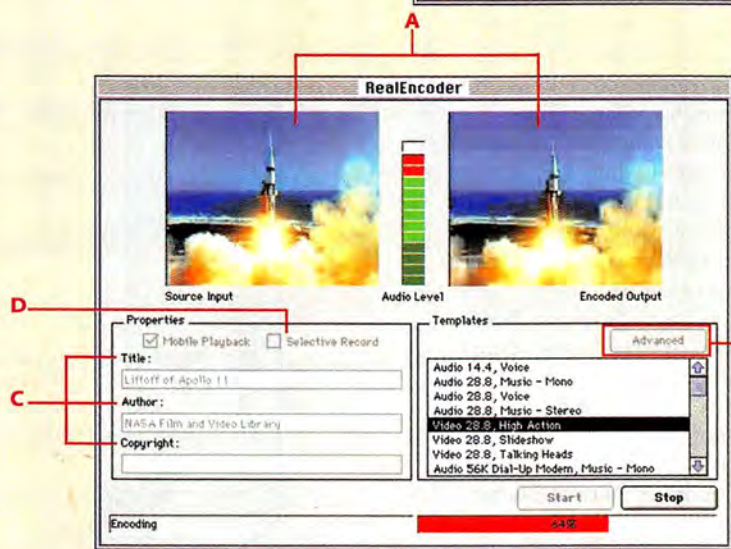 A
RealEncoder
Source Input
Audio Level
Encoded Output
D
Properties
Mobile Playback
Selective Record
Title:
Liftoff of Apollo 11
C
Author:
NASA Film and Video Library
Copyright:
Templates
Advanced
Audio 14.4, Voice
Audio 28.8, Music - Mono
Audio 28.8, Voice
Audio 28.8, Music - Stereo
Video 28.8, High Action
Video 28.8, Slideshow
Video 28.8, Talking Heads
Audio 56K Dial-Up Modem, Music - Mono
Start
Stop
Encoding
64%